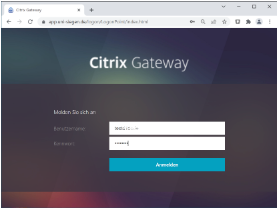 Citrix Gateway
Citrix Gateway
Melden Sie sich an
Benutzername
Kennwort
Anmelden